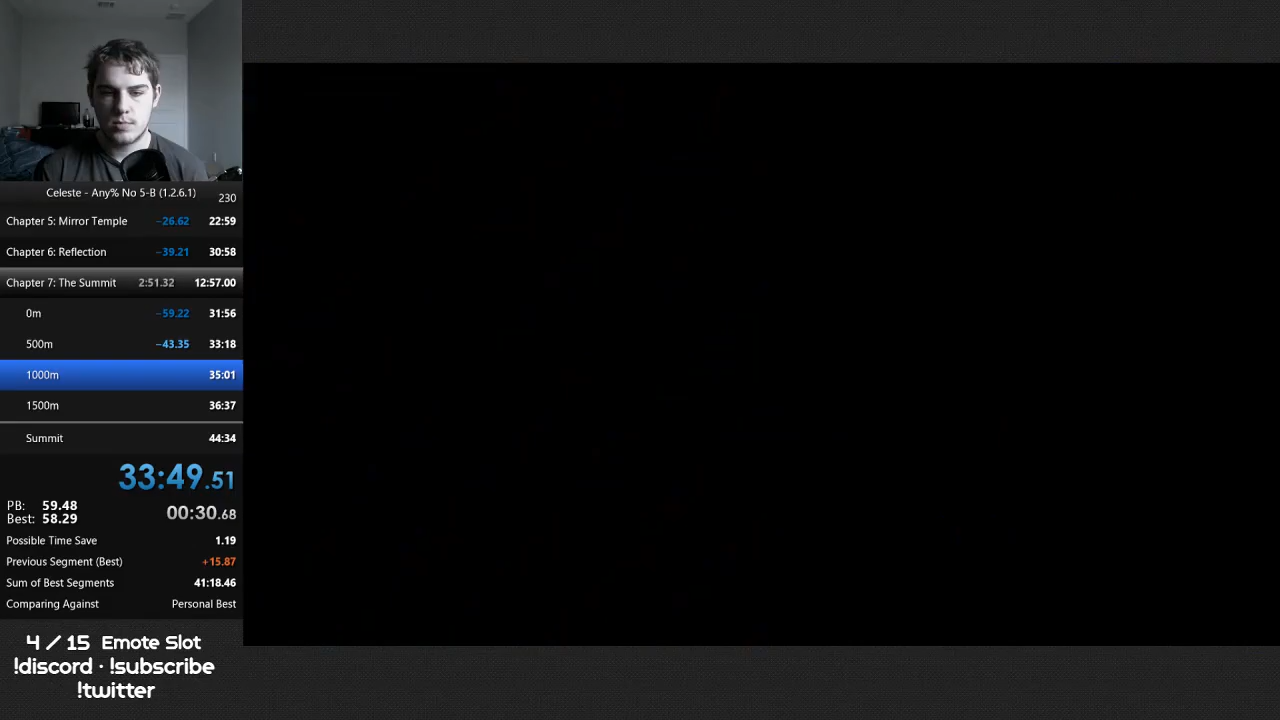 Celeste - Any% No 5-B (1.2.6.1) 230
Chapter 5: Mirror Temple -26.62 22:59
Chapter 6: Reflection -39.21 30:58
Chapter 7: The Summit 2:51.32 12:57.00
0m -59.22 31:56
500m -43.35 33:18
1000m 35:01
1500m 36:37
Summit 44:34
33:49.51
PB: 59.48 00:30.68
Best: 58.29
Possible Time Save 1.19
Previous Segment (Best) +15.87
Sum of Best Segments 41:18.46
Comparing Against Personal Best
4 / 15 Emote Slot
!discord · !subscribe
!twitter